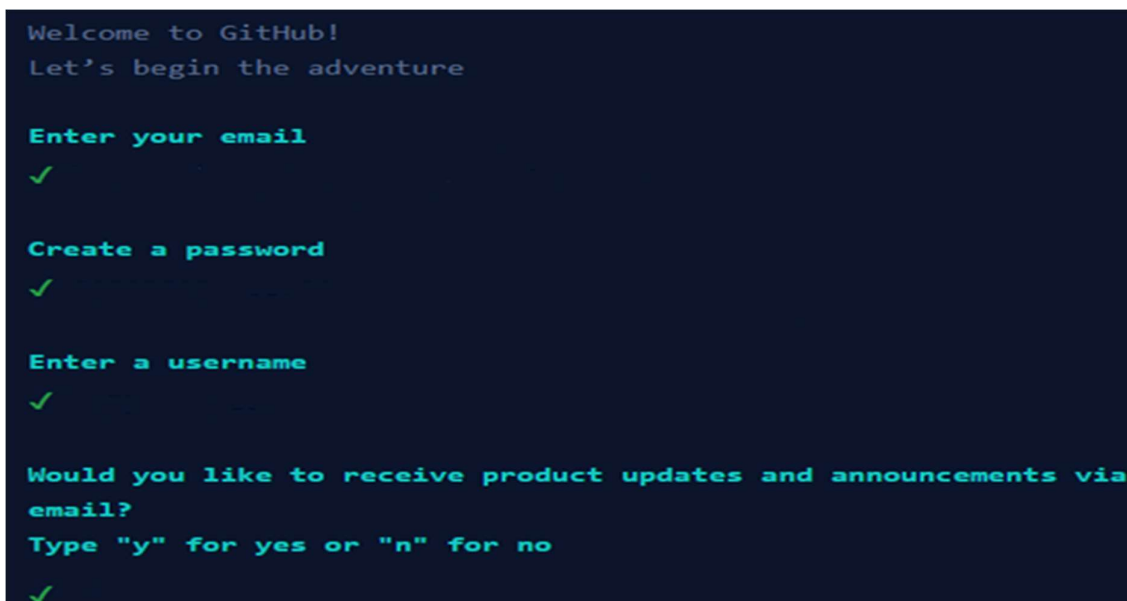 Welcome to GitHub!
Let’s begin the adventure
Enter your email
✓
Create a password
✓
Enter a username
✓
Would you like to receive product updates and announcements via
email?
Type "y" for yes or "n" for no
✓